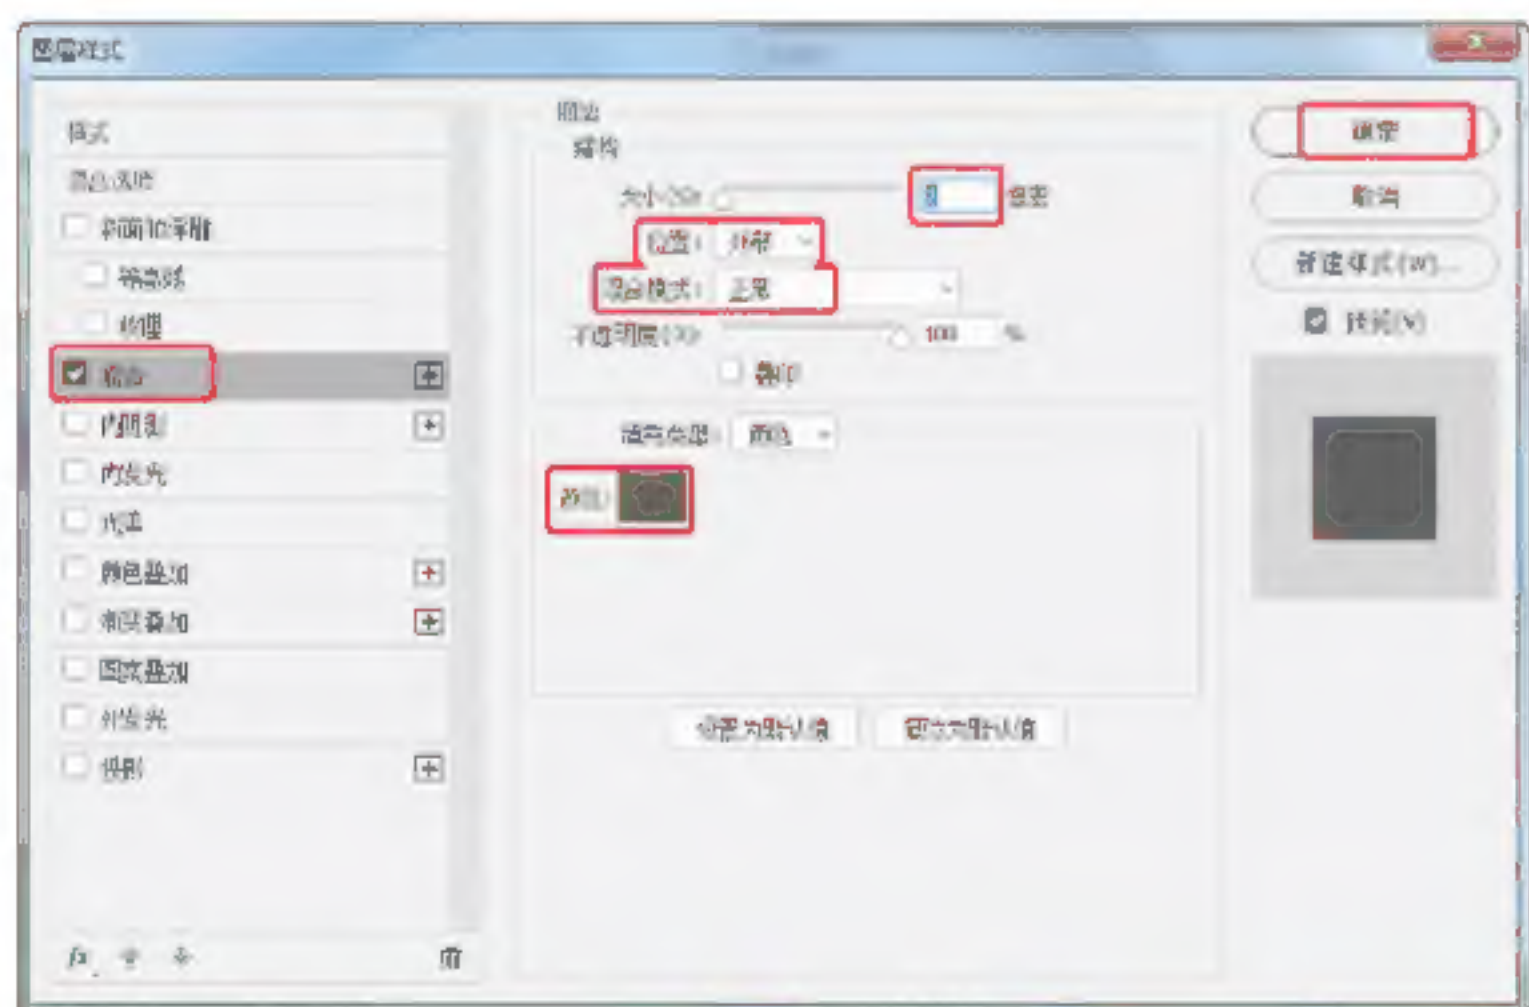 图层样式
样式
混合选项
斜面和浮雕
等高线
纹理
描边
内阴影
内发光
光泽
颜色叠加
渐变叠加
图案叠加
外发光
投影
fx
描边
结构
大小(S): 像素
位置: 外部
混合模式: 正常
不透明度(O): 100 %
叠印
填充类型: 颜色
颜色:
设置为默认值 复位为默认值
确定
取消
新建样式(W)...
预览(V)